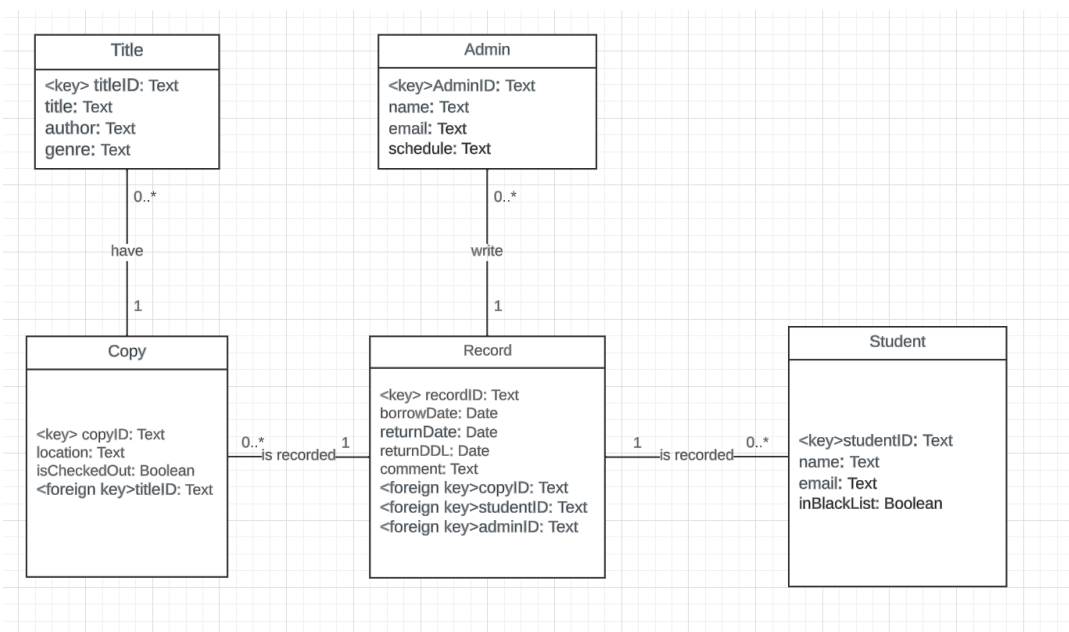 Title
<key> titleID: Text
title: Text
author: Text
genre: Text
0..*
have
1
Admin
<key>AdminID: Text
name: Text
email: Text
schedule: Text
0..*
write
1
Copy
<key> copyID: Text
location: Text
isCheckedOut: Boolean
<foreign key>titleID: Text
0..*
is recorded
1
Record
<key> recordID: Text
borrowDate: Date
returnDate: Date
returnDDL: Date
comment: Text
<foreign key>copyID: Text
<foreign key>studentID: Text
<foreign key>adminID: Text
1
is recorded
0..*
Student
<key>studentID: Text
name: Text
email: Text
inBlackList: Boolean